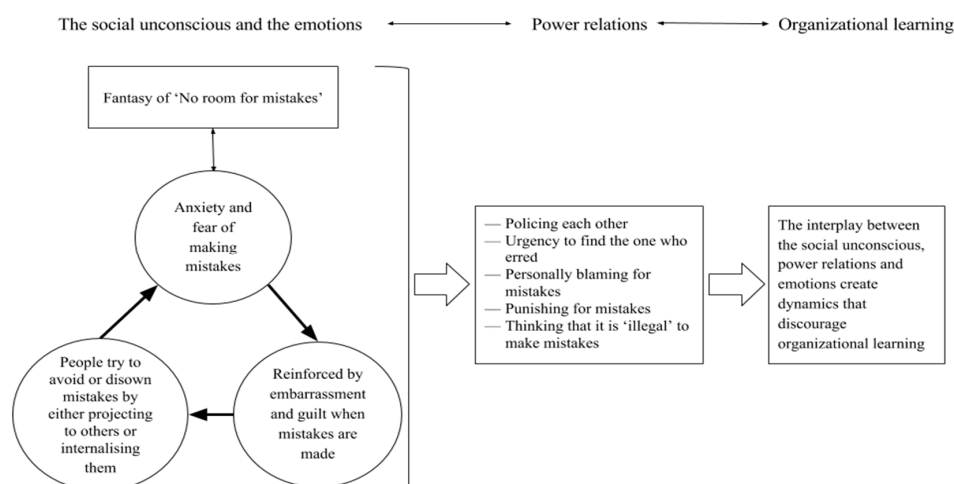 The social unconscious and the emotions
Power relations
Organizational learning
Fantasy of ‘No room for mistakes’
Anxiety and
fear of
making
mistakes
Reinforced by
embarrassment
and guilt when
mistakes are
made
People try to
avoid or disown
mistakes by
either projecting
to others or
internalising
them
— Policing each other
— Urgency to find the one who
erred
— Personally blaming for
mistakes
— Punishing for mistakes
— Thinking that it is ‘illegal’ to
make mistakes
The interplay between
the social unconscious,
power relations and
emotions create
dynamics that
discourage
organizational learning